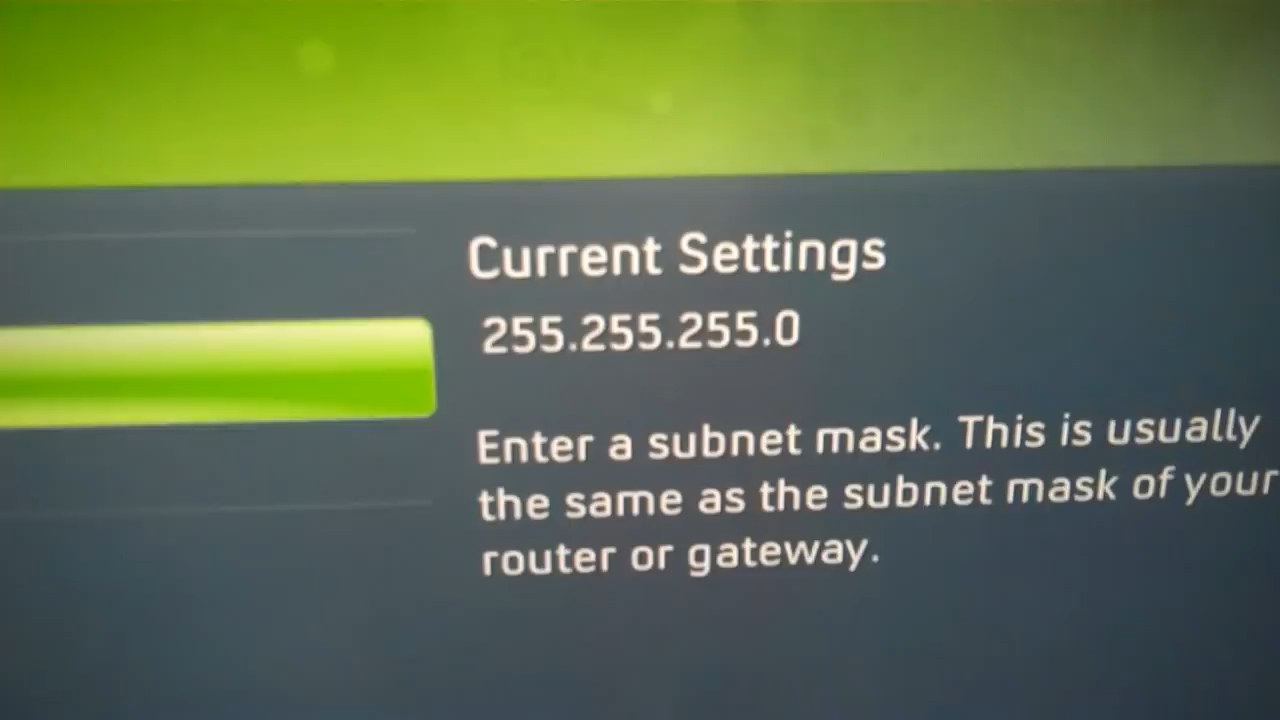 Current Settings
255.255.255.0
Enter a subnet mask. This is usually
the same as the subnet mask of your
router or gateway.